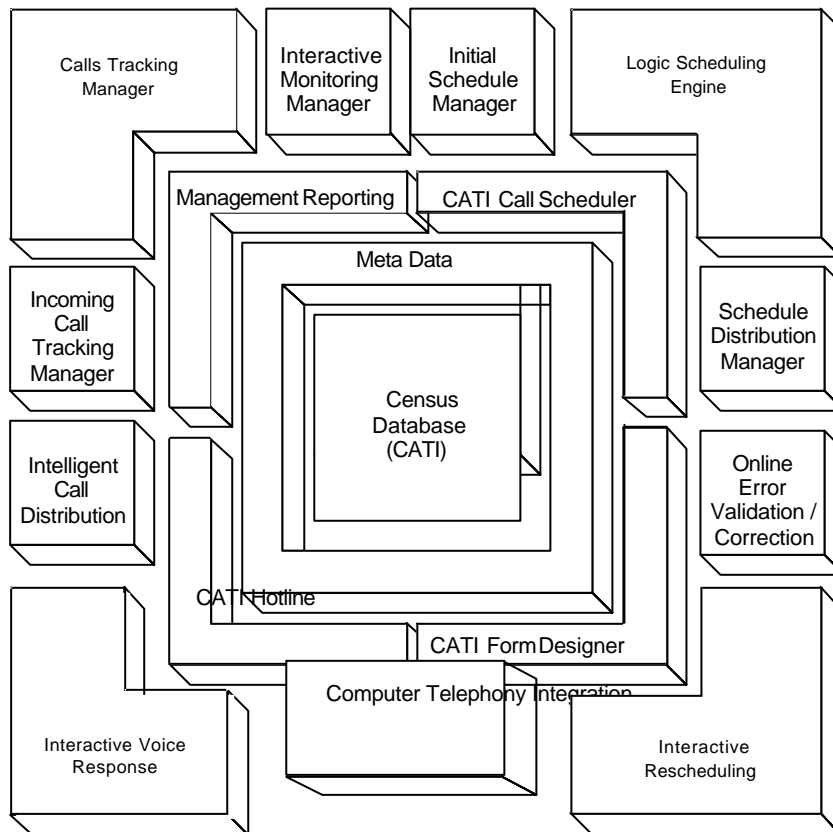 Calls Tracking
Manager
Interactive
Monitoring
Manager
Initial
Schedule
Manager
Logic Scheduling
Engine
Management Reporting
CATI Call Scheduler
Meta Data
Incoming
Call
Tracking
Manager
Census
Database
(CATI)
Schedule
Distribution
Manager
Intelligent
Call
Distribution
Online
Error
Validation /
Correction
CATI Hotline
CATI Form Designer
Computer Telephony Integration
Interactive Voice
Response
Interactive
Rescheduling